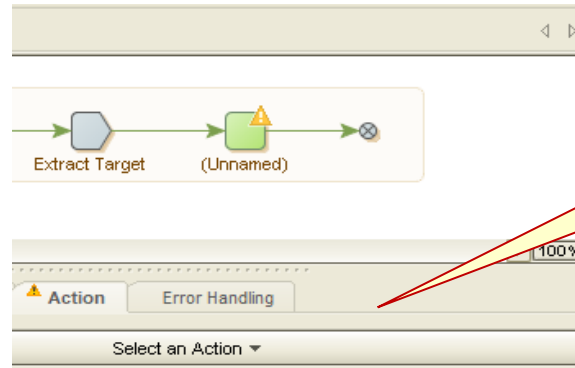 Extract Target (Unnamed)
100%
Action Error Handling
Select an Action